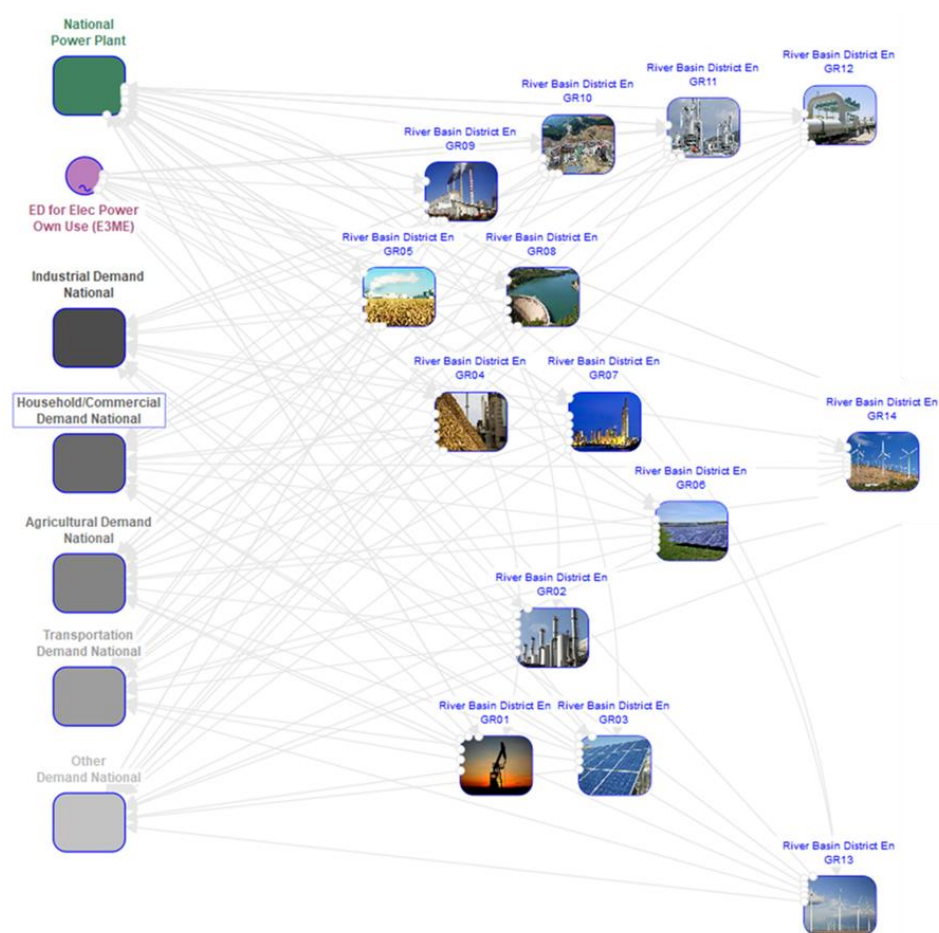 National
Power Plant
ED for Elec Power
Own Use (E3ME)
Industrial Demand
National
Household/Commercial
Demand National
Agricultural Demand
National
Transportation
Demand National
Other
Demand National
River Basin District En
GR12
River Basin District En
GR11
River Basin District En
GR10
River Basin District En
GR09
River Basin District En
GR05
River Basin District En
GR08
River Basin District En
GR04
River Basin District En
GR07
River Basin District En
GR14
River Basin District En
GR06
River Basin District En
GR02
River Basin District En
GR01
River Basin District En
GR03
River Basin District En
GR13